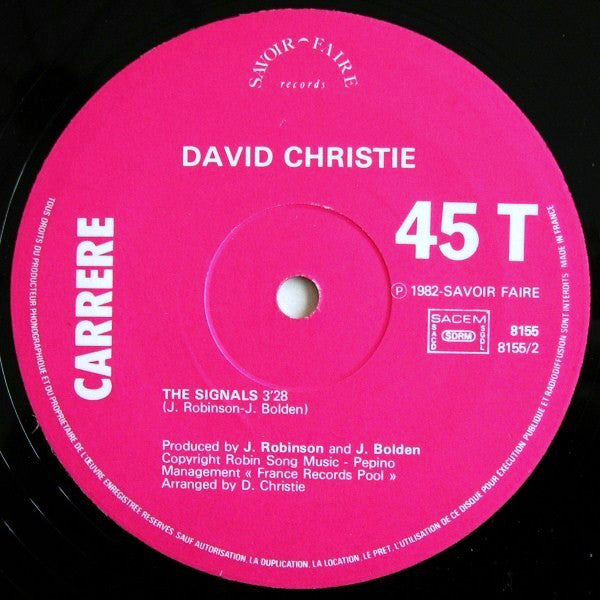 SAVOIR-FAIRE
records
DAVID CHRISTIE
CARRERE
45 T
Ⓟ 1982-SAVOIR FAIRE
SACEM
SACD
SDRM
SGDL
8155
8155/2
THE SIGNALS 3'28
(J. Robinson-J. Bolden)
Produced by J. Robinson and J. Bolden
Copyright Robin Song Music - Pepino
Management « France Records Pool »
Arranged by D. Christie
TOUS DROITS DU PRODUCTEUR PHONOGRAPHIQUE ET DU PROPRIETAIRE DE L'ŒUVRE ENREGISTREE RESERVES SAUF AUTORISATION, LA DUPLICATION, LA LOCATION, LE PRET, L'UTILISATION DE CE DISQUE POUR EXECUTION PUBLIQUE ET RADIODIFFUSION SONT INTERDITS MADE IN FRANCE